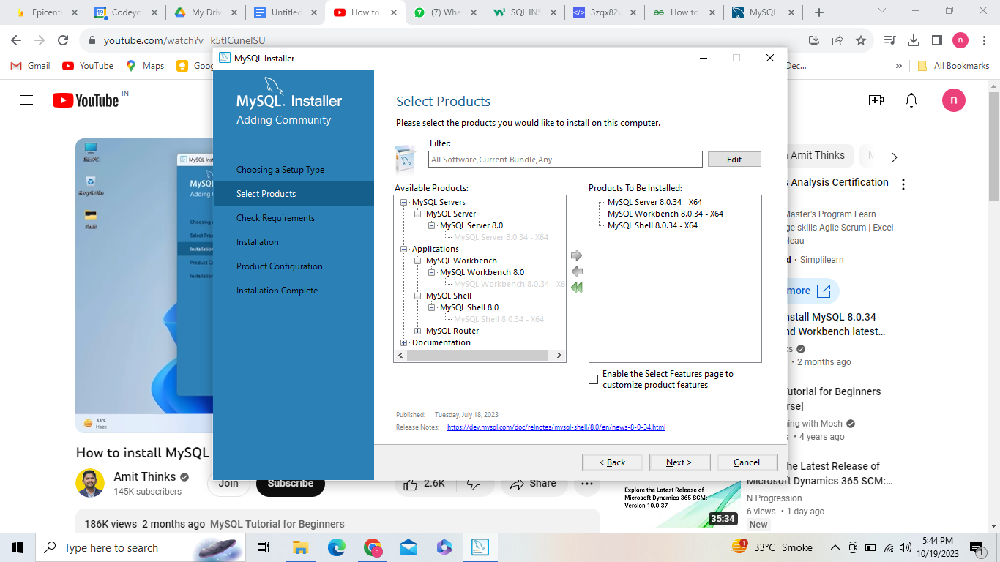 Epicent
Codeyo
My Driv
Untitled
How to
(7) Wha
SQL INS
3zqxxc
How to
MySQL
youtube.com/watch?v=k5tICunelSU
Gmail
YouTube
Maps
Goog
Dec...
All Bookmarks
YouTube
IN
n
This PC
Recycle Bin
Amit
MySQL Inst
MySQL
Adding
Choosing a
Select Prod
Installation
Product C
Installation
33°C
Haze
How to install MySQL
Amit Thinks
145K subscribers
Join
Subscribe
2.6K
Share
186K views 2 months ago MySQL Tutorial for Beginners
MySQL Installer
MySQL. Installer
Adding Community
Choosing a Setup Type
Select Products
Check Requirements
Installation
Product Configuration
Installation Complete
Select Products
Please select the products you would like to install on this computer.
Filter:
All Software,Current Bundle,Any
Edit
Available Products:
MySQL Servers
MySQL Server
MySQL Server 8.0
MySQL Server 8.0.34 - X64
Applications
MySQL Workbench
MySQL Workbench 8.0
MySQL Workbench 8.0.34 - X6
MySQL Shell
MySQL Shell 8.0
MySQL Shell 8.0.34 - X64
MySQL Router
Documentation
Products To Be Installed:
MySQL Server 8.0.34 - X64
MySQL Workbench 8.0.34 - X64
MySQL Shell 8.0.34 - X64
Enable the Select Features page to
customize product features
Published: Tuesday, July 18, 2023
Release Notes: https://dev.mysql.com/doc/relnotes/mysql-shell/8.0/en/news-8-0-34.html
< Back
Next >
Cancel
Amit Thinks
s Analysis Certification
Master's Program Learn
ge skills Agile Scrum | Excel
leau
d · Simplilearn
more
nstall MySQL 8.0.34
nd Workbench latest...
ks
• 2 months ago
utorial for Beginners
rse]
ning with Mosh
s • 4 years ago
he Latest Release of
Microsoft Dynamics 365 SCM:...
N.Progression
6 views • 1 day ago
New
Explore the Latest Release of
Microsoft Dynamics 365 SCM:
Version 10.0.37
35:34
Type here to search
33°C Smoke
5:44 PM
10/19/2023